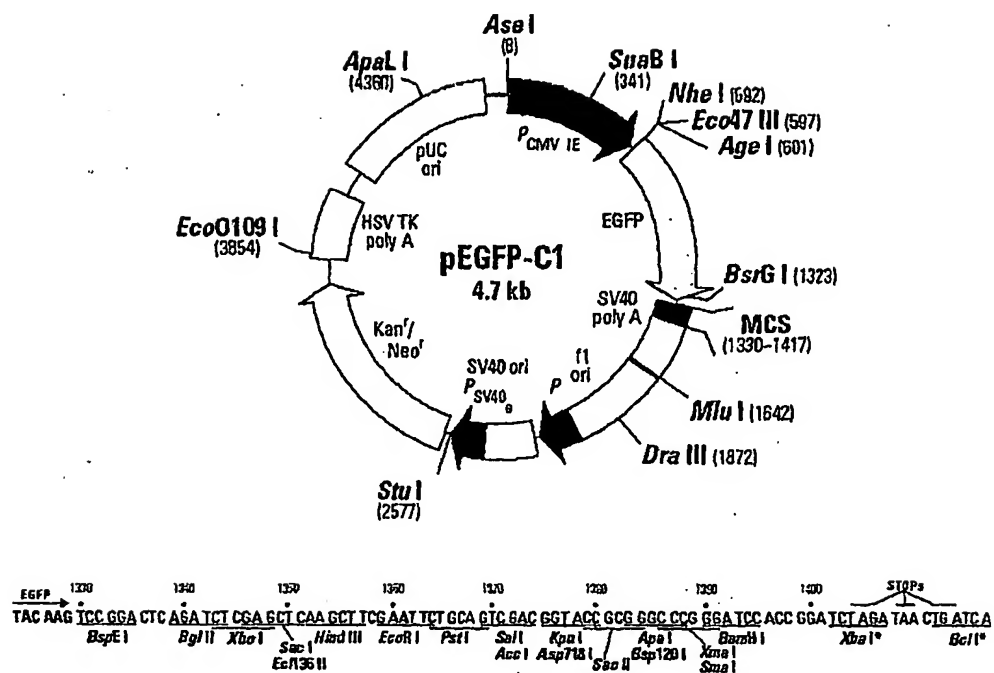 Ase I
(8)
ApaL I
(4360)
SnaB I
(341)
Nhe I (592)
Eco47 III (597)
Age I (601)
P CMV IE
pUC
ori
EGFP
HSV TK
poly A
EcoO109 I
(3854)
pEGFP-C1
4.7 kb
BsrG I (1323)
SV40
poly A
MCS
(1330-1417)
Kanr/
Neor
f1
ori
SV40 ori
P
P SV40 e
Mlu I (1642)
Dra III (1872)
Stu I
(2577)
EGFP
1330 1340 1350 1360 1370 1380 1390 1400
STOPs
TAC AAG TCC GGA CTC AGA TCT CGA GCT CAA GCT TCG AAT TCT GCA GTC GAC GGT ACC GCG GGC CCG GGA TCC ACC GGA TCT AGA TAA CTG ATC A
BspE I Bgl II Xho I Hind III EcoR I Pst I Sal I Kpn I Apa I BamH I Xba I* Bcl I*
Sac I Acc I Asp718 I Bsp120 I Xma I
Ecl136 II Sac II Sma I